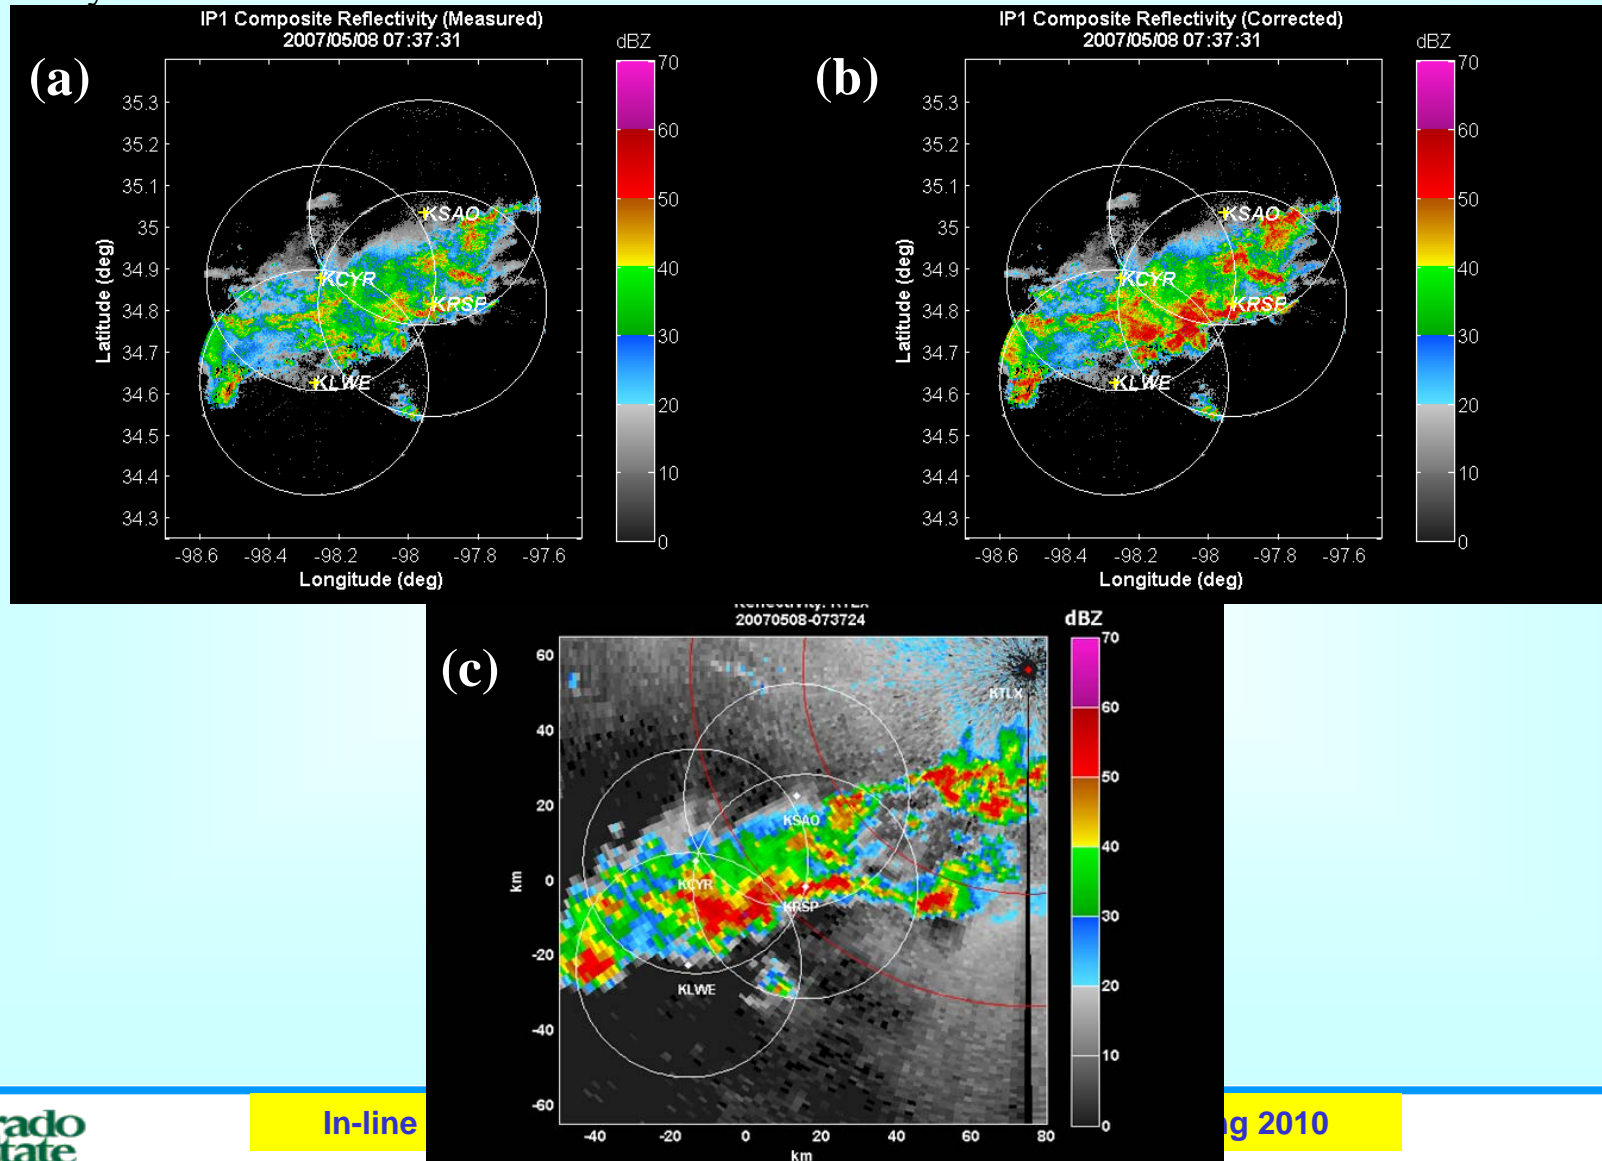 IP1 Composite Reflectivity (Measured)
2007/05/08 07:37:31
dBZ
(a)
70
60
50
40
30
20
10
0
35.3
35.2
35.1
35
34.9
34.8
34.7
34.6
34.5
34.4
34.3
Latitude (deg)
KSAO
KCYR
KRSP
KLWE
-98.6 -98.4 -98.2 -98 -97.8 -97.6
Longitude (deg)
IP1 Composite Reflectivity (Corrected)
2007/05/08 07:37:31
dBZ
(b)
70
60
50
40
30
20
10
0
35.3
35.2
35.1
35
34.9
34.8
34.7
34.6
34.5
34.4
34.3
Latitude (deg)
KSAO
KCYR
KRSP
KLWE
-98.6 -98.4 -98.2 -98 -97.8 -97.6
Longitude (deg)
Reflectivity: KTLX
20070508-073724
dBZ
(c)
70
60
50
40
30
20
10
0
60
40
20
0
-20
-40
-60
km
KTLX
KSAO
KCYR
KRSP
KLWE
-40 -20 0 20 40 60 80
km
In-line
ng 2010
rado
tate